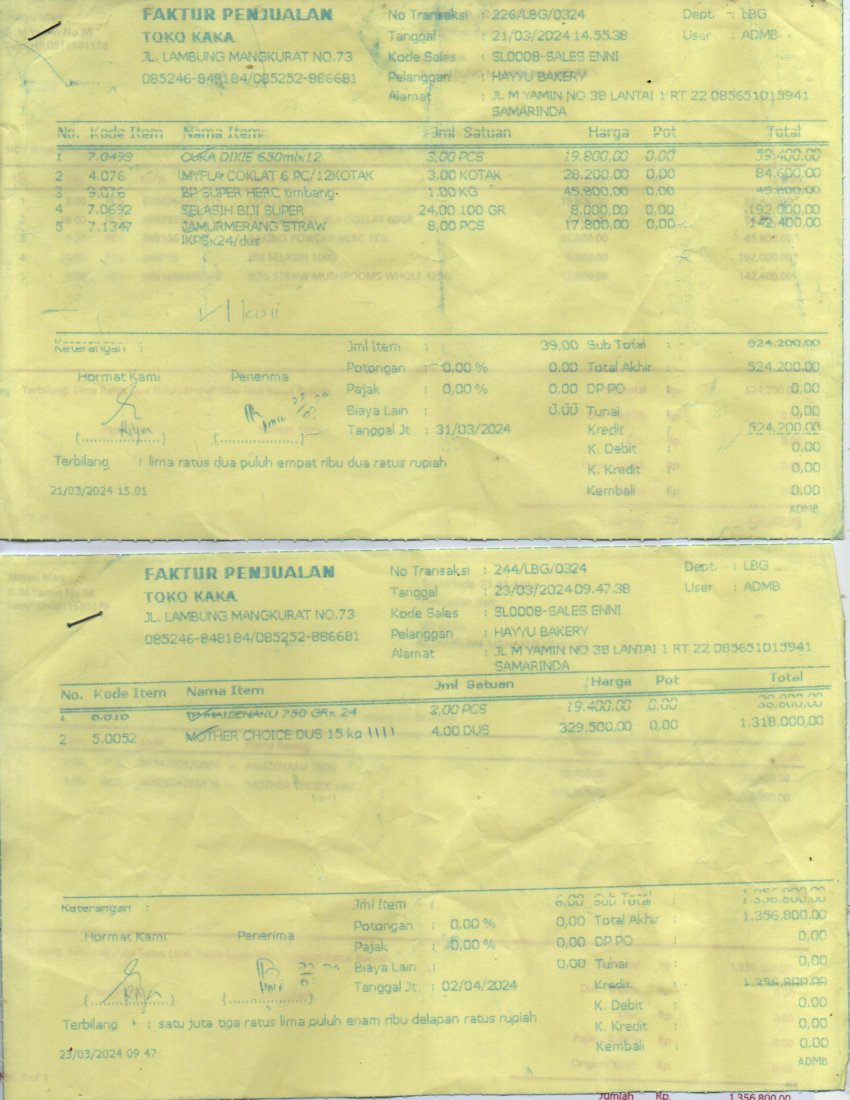 FAKTUR PENJUALAN
TOKO KAKA
JL. LAMBUNG MANGKURAT NO.73
085246-848184/085252-886681
No Transaksi : 226/LBG/0324
Tanggal : 21/03/2024 14.55.38
Kode Sales : SL0008-SALES ENNI
Pelanggan : HAYYU BAKERY
Alamat : JL M YAMIN NO 38 LANTAI 1 RT 22 085651015941
SAMARINDA
Dept. : LBG
User : ADMB
No. Kode Item Nama Item Jml Satuan Harga Pot Total
1 7.0493 CUKA DIXIE 650mlx12 3,00 PCS 19.800,00 0,00 59.400,00
2 4.076 MYFLA COKLAT 6 PC/12KOTAK 3,00 KOTAK 28.200,00 0,00 84.600,00
3 9.076 BP SUPER HERC timbang 1,00 KG 45.800,00 0,00 45.800,00
4 7.0692 SELASIH BIJI SUPER 24,00 100 GR 8.000,00 0,00 192.000,00
5 7.1347 JAMURMERANG STRAW 8,00 PCS 17.800,00 0,00 142.400,00
IKPSx24/dus
Keterangan :
Jml Item : 39,00 Sub Total : 524.200,00
Potongan : 0,00 % 0,00 Total Akhir : 524.200,00
Pajak : 0,00 % 0,00 DP PO : 0,00
Biaya Lain : 0,00 Tunai : 0,00
Tanggal Jt : 31/03/2024 Kredit : 524.200,00
K. Debit : 0,00
K. Kredit : 0,00
Kembali : 0,00
ADMB
Hormat Kami Penerima
(....................) (....................)
Terbilang : lima ratus dua puluh empat ribu dua ratus rupiah
21/03/2024 15.01
FAKTUR PENJUALAN
TOKO KAKA
JL. LAMBUNG MANGKURAT NO.73
085246-848184/085252-886681
No Transaksi : 244/LBG/0324
Tanggal : 23/03/2024 09.47.38
Kode Sales : SL0008-SALES ENNI
Pelanggan : HAYYU BAKERY
Alamat : JL M YAMIN NO 38 LANTAI 1 RT 22 085651015941
SAMARINDA
Dept. : LBG
User : ADMB
No. Kode Item Nama Item Jml Satuan Harga Pot Total
1 MAIZENAKU 750 GRx 24 2,00 PCS 19.400,00 0,00 38.800,00
2 5.0052 MOTHER CHOICE DUS 15 kg 4,00 DUS 329.500,00 0,00 1.318.000,00
Keterangan :
Jml Item : 6,00 Sub Total : 1.356.800,00
Potongan : 0,00 % 0,00 Total Akhir : 1.356.800,00
Pajak : 0,00 % 0,00 DP PO : 0,00
Biaya Lain : 0,00 Tunai : 0,00
Tanggal Jt : 02/04/2024 Kredit : 1.356.800,00
K. Debit : 0,00
K. Kredit : 0,00
Kembali : 0,00
ADMB
Hormat Kami Penerima
(....................) (....................)
Terbilang : satu juta tiga ratus lima puluh enam ribu delapan ratus rupiah
23/03/2024 09 47
Jumlah Rp. 1.356.800,00